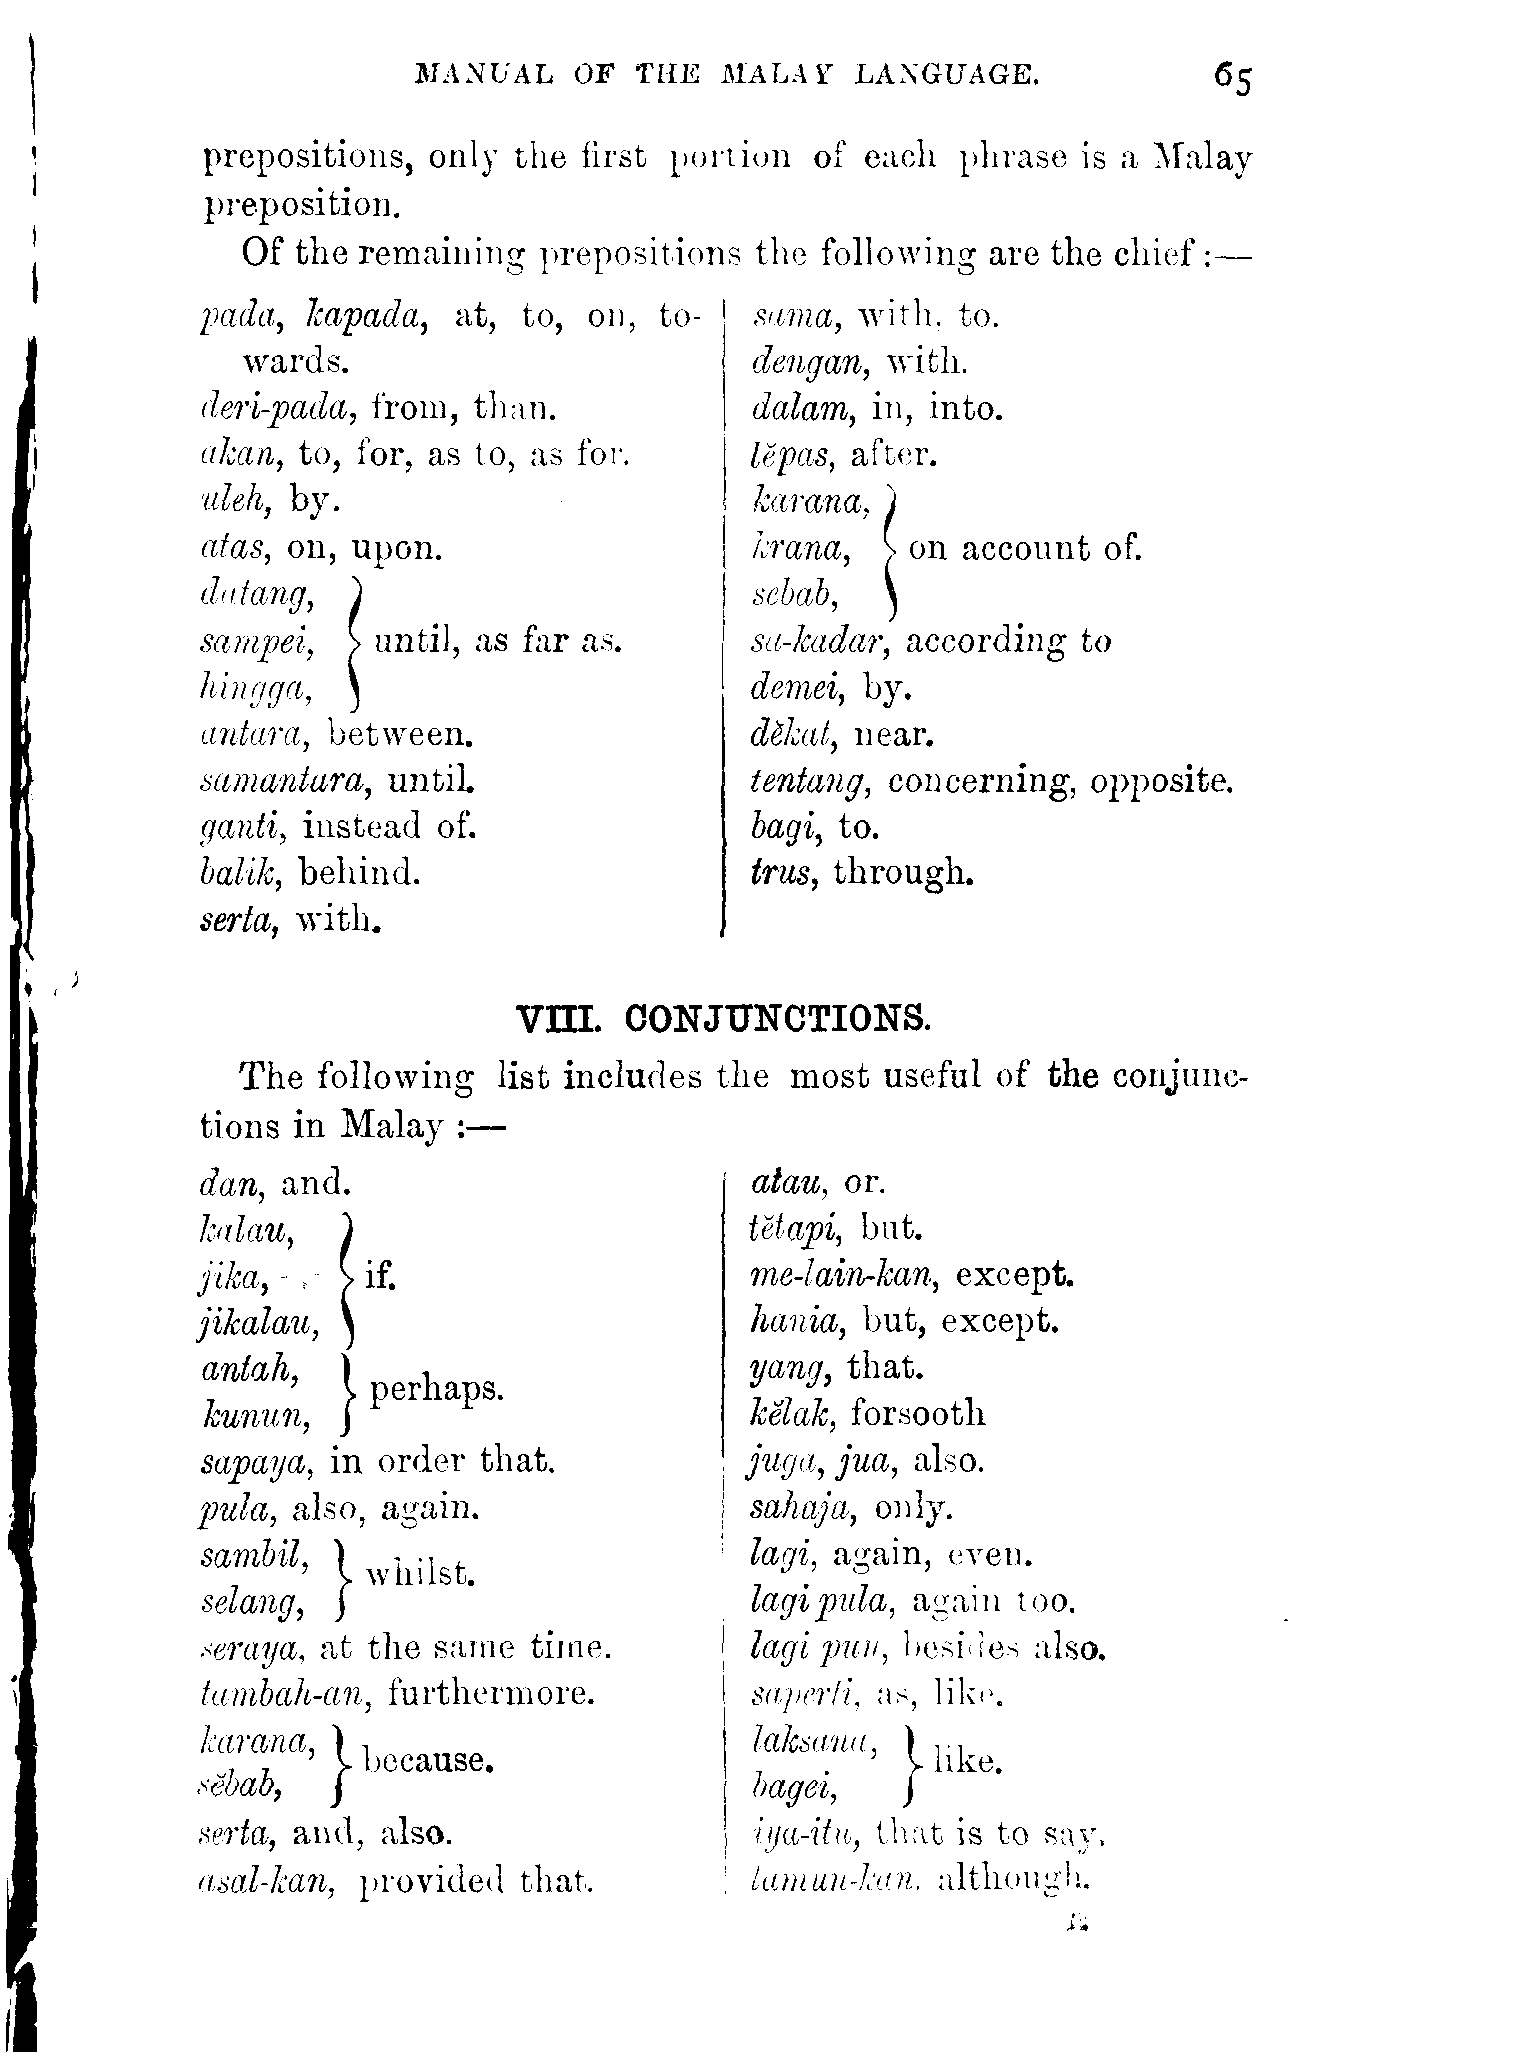 MANUAL OF THE MALAY LANGUAGE. 65
prepositions, only the first portion of each phrase is a Malay
preposition.
Of the remaining prepositions the following are the chief :—
pada, kapada, at, to, on, to-
wards.
deri-pada, from, than.
akan, to, for, as to, as for.
uleh, by.
atas, on, upon.
datang,
sampei, } until, as far as.
hingga,
antara, between.
samantara, until.
ganti, instead of.
balik, behind.
serta, with.
sama, with, to.
dengan, with.
dalam, in, into.
lĕpas, after.
karana,
krana, } on account of.
sebab,
sa-kadar, according to
demei, by.
dĕkat, near.
tentang, concerning, opposite.
bagi, to.
trus, through.
VIII. CONJUNCTIONS.
The following list includes the most useful of the conjunc-
tions in Malay :—
dan, and.
kalau,
jika, } if.
jikalau,
antah,
kunun, } perhaps.
sapaya, in order that.
pula, also, again.
sambil,
selang, } whilst.
seraya, at the same time.
tambah-an, furthermore.
karana,
sĕbab, } because.
serta, and, also.
asal-kan, provided that.
atau, or.
tĕtapi, but.
me-lain-kan, except.
hania, but, except.
yang, that.
kĕlak, forsooth
juga, jua, also.
sahaja, only.
lagi, again, even.
lagi pula, again too.
lagi pun, besides also.
saperti, as, like.
laksana,
bagei, } like.
iya-itu, that is to say.
lamun-kan, although.